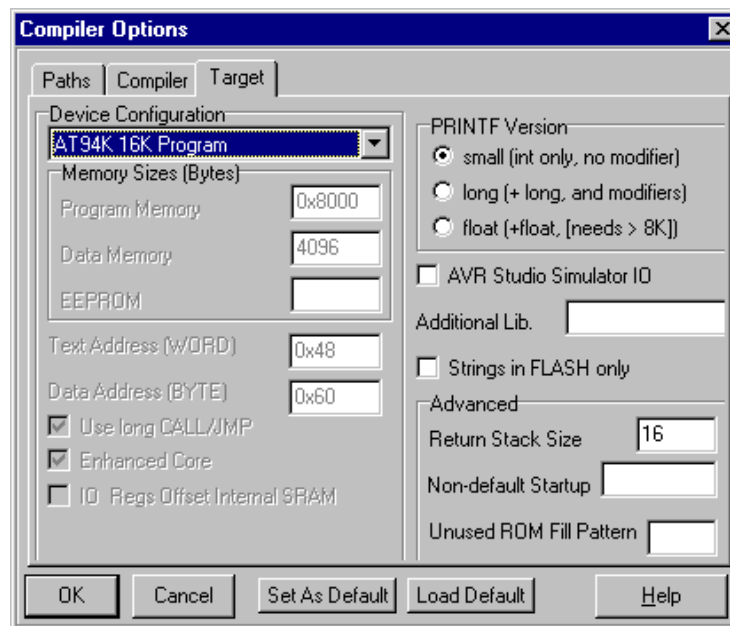 Compiler Options
Paths Compiler Target
Device Configuration
AT94K 16K Program
Memory Sizes (Bytes)
Program Memory 0x8000
Data Memory 4096
EEPROM
Text Address (WORD) 0x48
Data Address (BYTE) 0x60
Use long CALL/JMP
Enhanced Core
IO Regs Offset Internal SRAM
PRINTF Version
small (int only, no modifier)
long (+ long, and modifiers)
float (+float, [needs > 8K])
AVR Studio Simulator IO
Additional Lib.
Strings in FLASH only
Advanced
Return Stack Size 16
Non-default Startup
Unused ROM Fill Pattern
OK Cancel Set As Default Load Default Help